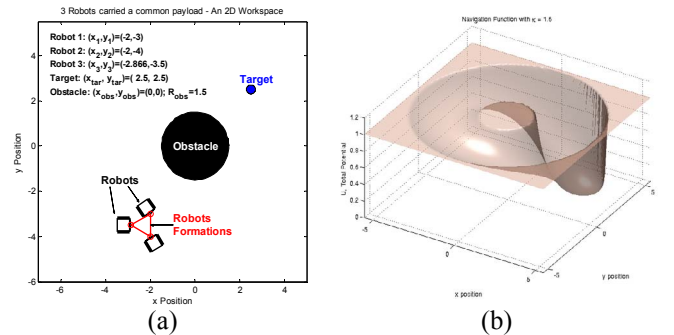 3 Robots carried a common payload - An 2D Workspace
Robot 1: (x1,y1)=(-2,-3)
Robot 2: (x2,y2)=(-2,-4)
Robot 3: (x3,y3)=(-2.866,-3.5)
Target: (xtar, ytar)=( 2.5, 2.5)
Obstacle: (xobs,yobs)=(0,0); Robs=1.5
Target
Obstacle
Robots
Robots
Formations
y Position
4
2
0
-2
-4
-6
-6
-4
-2
0
2
4
x Position
(a)
Navigation Function with κ = 1.6
U, Total Potential
1.2
1
0.8
0.6
0.4
0.2
0
-5
0
5
x position
-5
0
5
y position
(b)